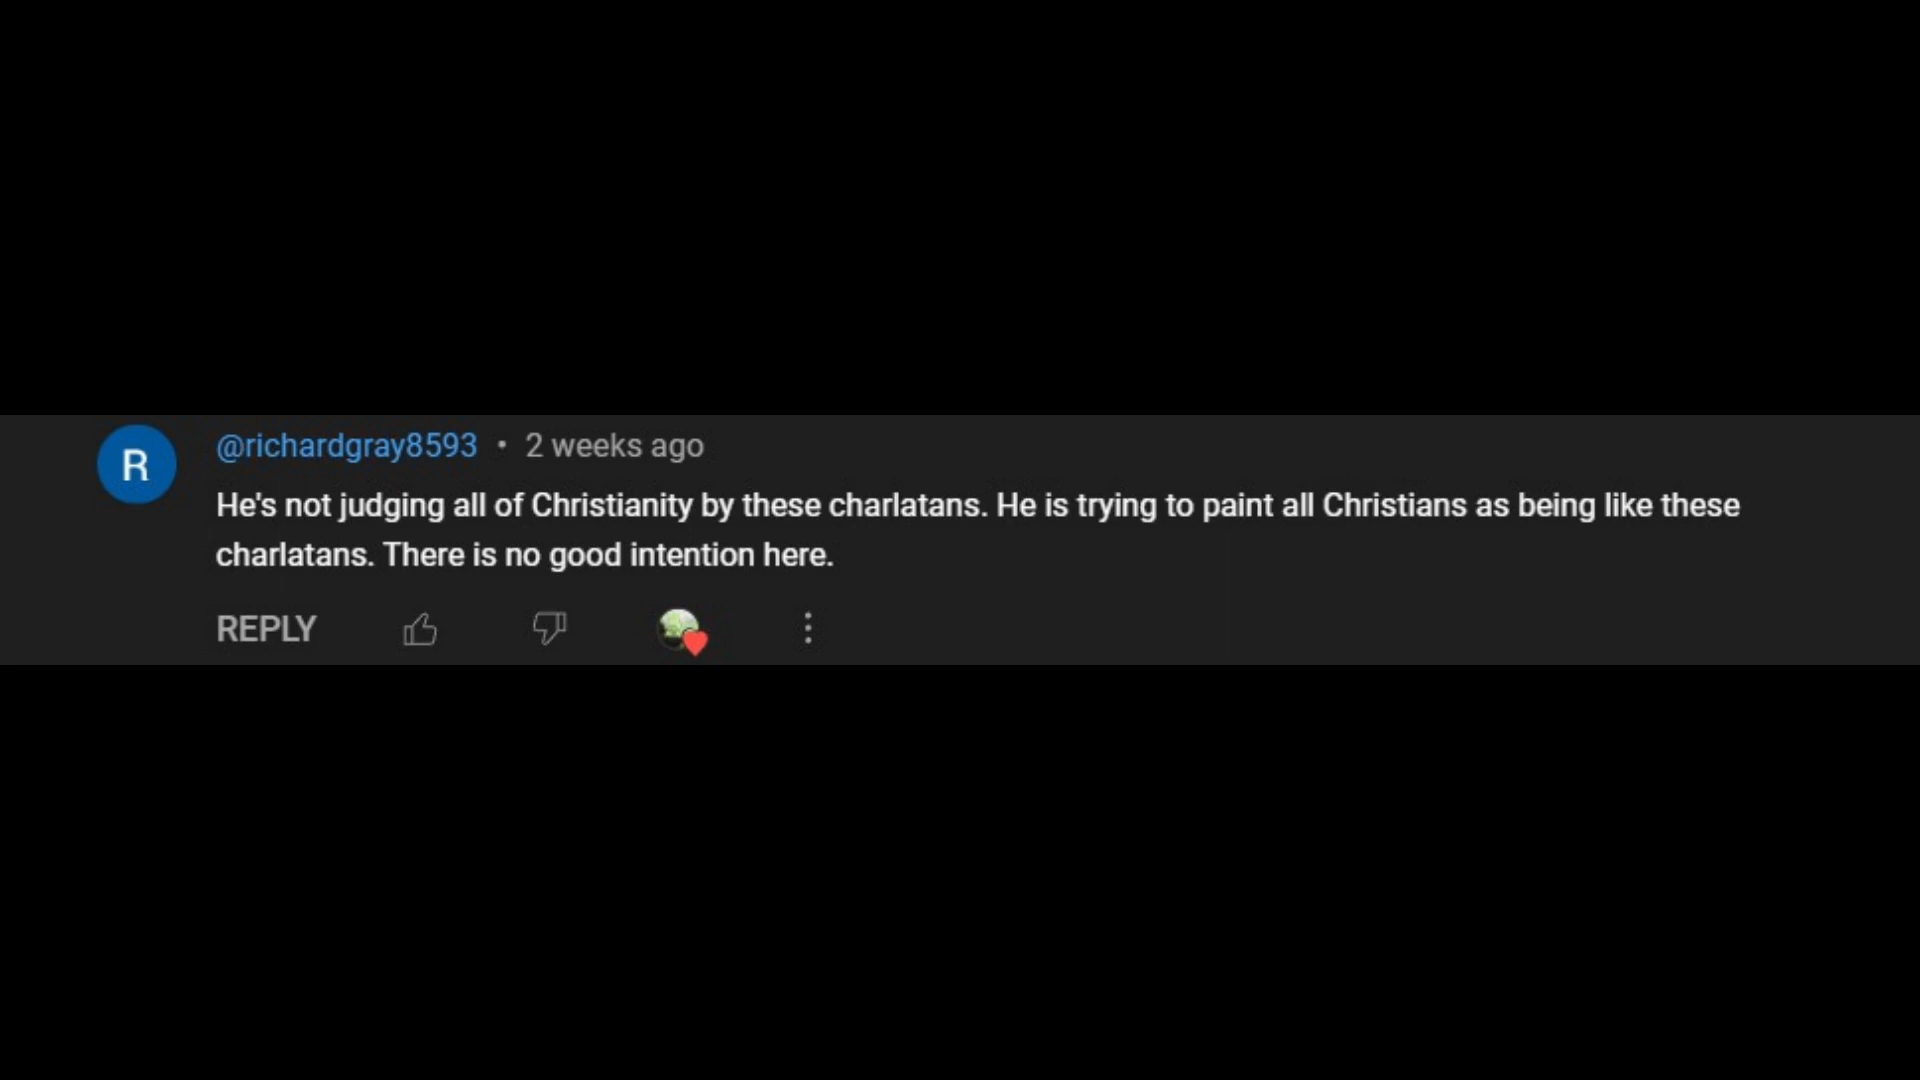 R
@richardgray8593 • 2 weeks ago
He's not judging all of Christianity by these charlatans. He is trying to paint all Christians as being like these
charlatans. There is no good intention here.
REPLY